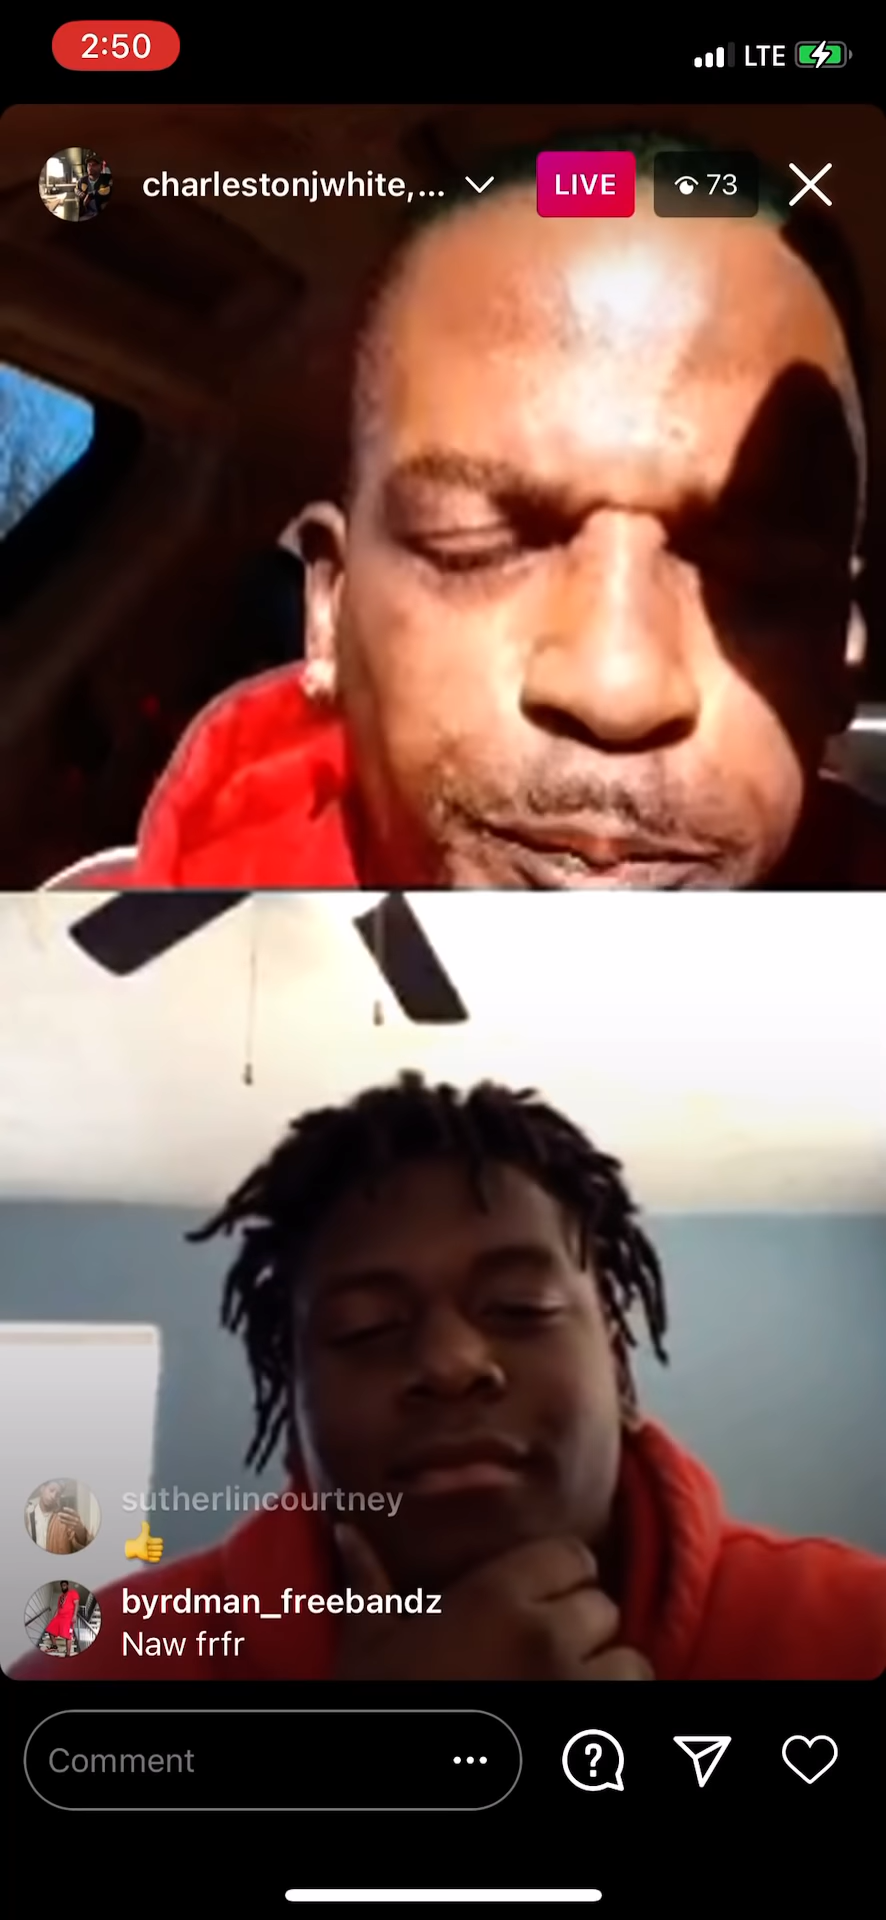 2:50
LTE
charlestonjwhite,...
LIVE
73
sutherlincourtney
👍
byrdman_freebandz
Naw frfr
Comment